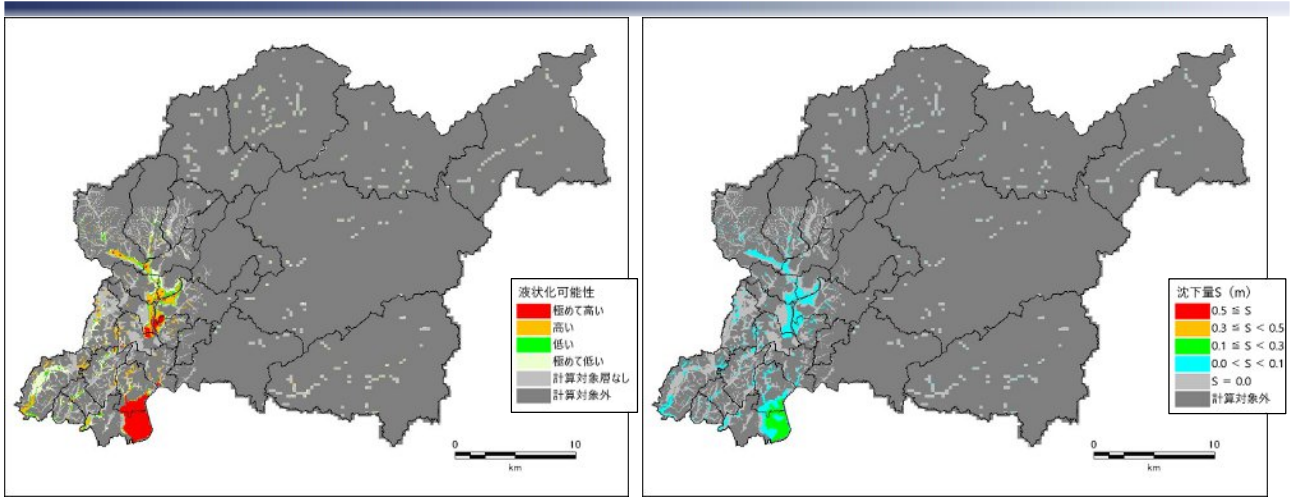 液状化可能性
極めて高い
高い
低い
極めて低い
計算対象層なし
計算対象外
0 10
km
沈下量S（m）
0.5 ≦ S
0.3 ≦ S < 0.5
0.1 ≦ S < 0.3
0.0 < S < 0.1
S = 0.0
計算対象外
0 10
km